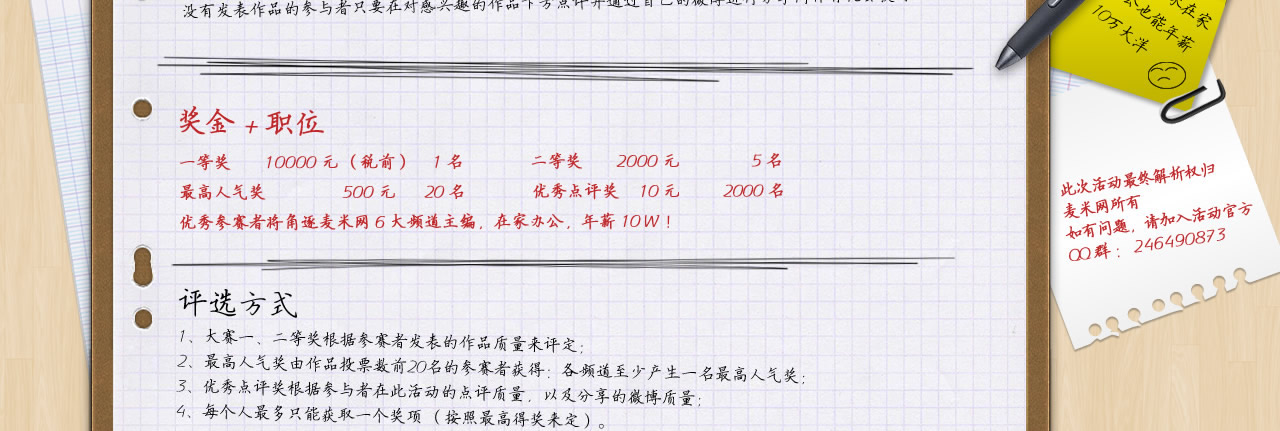 没有发表作品的参与者只要在对感兴趣的作品下方点评并通过自己的微博进行分享
奖金 + 职位
一等奖 10000 元（税前） 1 名 二等奖 2000 元 5 名
最高人气奖 500 元 20 名 优秀点评奖 10 元 2000 名
优秀参赛者将角逐麦米网 6 大频道主编，在家办公，年薪 10W！
评选方式
1、大赛一、二等奖根据参赛者发表的作品质量来评定；
2、最高人气奖由作品投票数前20名的参赛者获得；各频道至少产生一名最高人气奖；
3、优秀点评奖根据参与者在此活动的点评质量，以及分享的微博质量；
4、每个人最多只能获取一个奖项（按照最高得奖来定）。
在家
公也能年薪
10万大洋
此次活动最终解析权归
麦米网所有
如有问题，请加入活动官方
QQ群：246490873